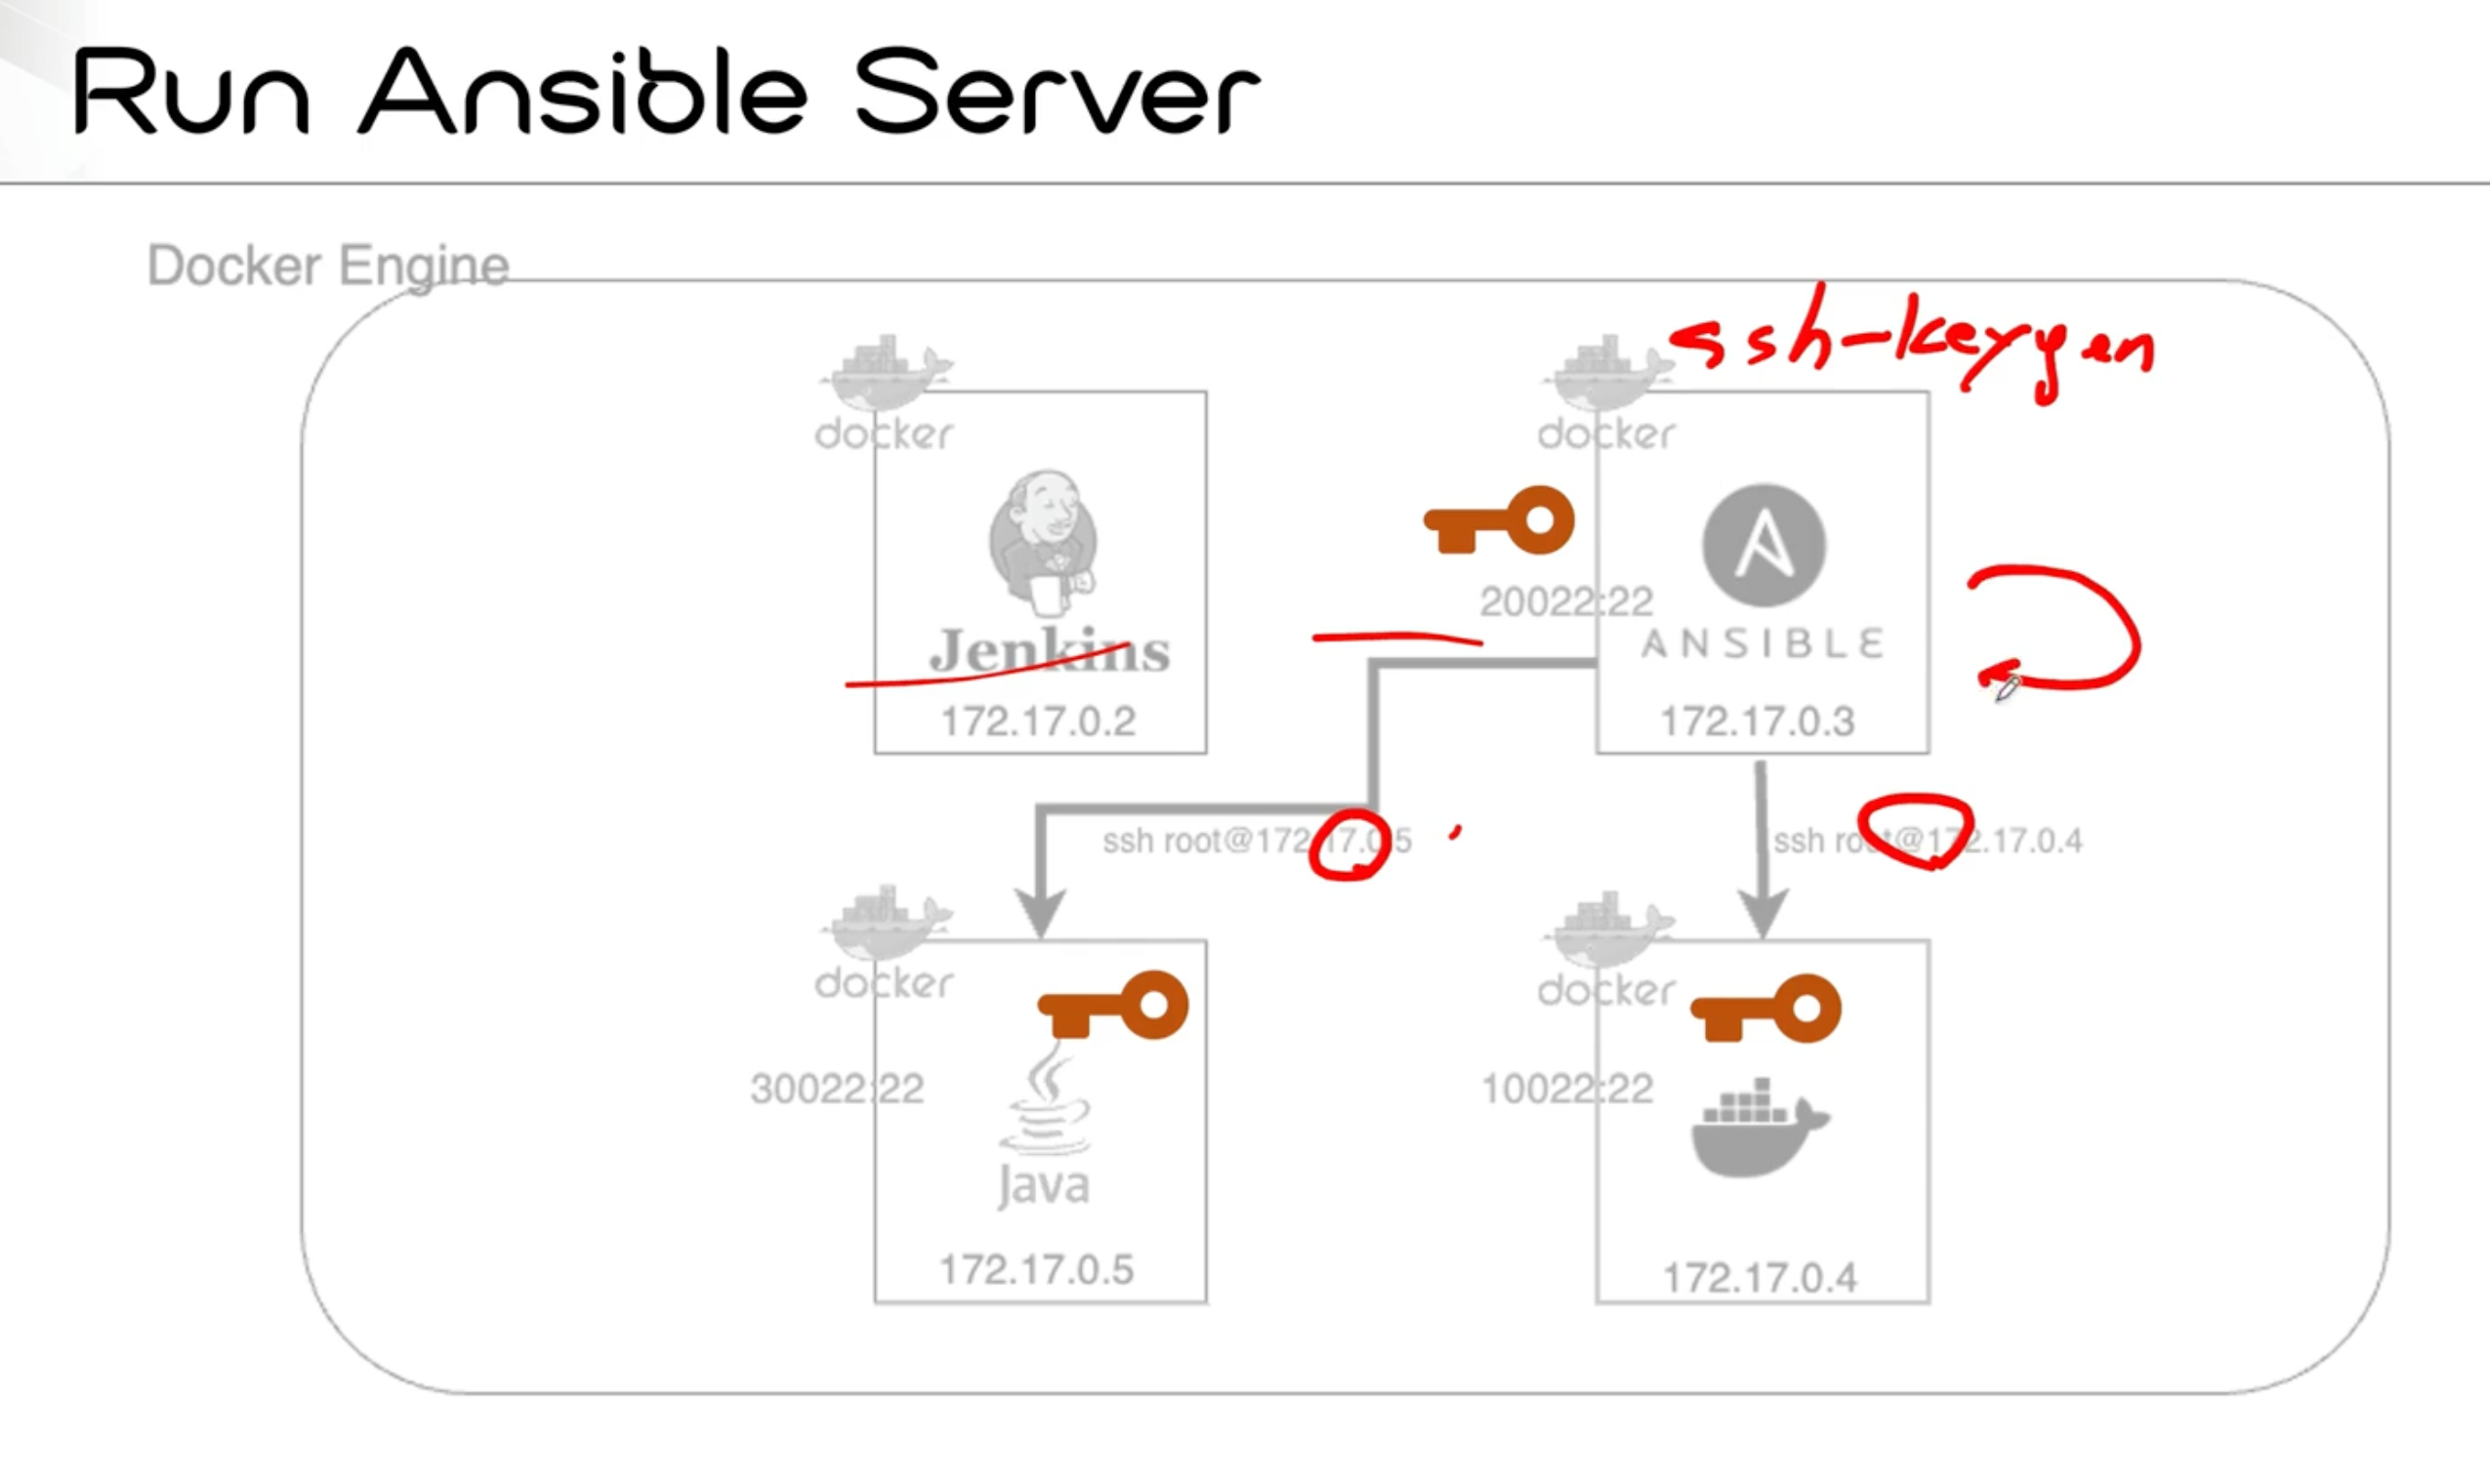 Run Ansible Server
Docker Engine
ssh-keygen
docker
docker
20022:22
Jenkins
ANSIBLE
172.17.0.2
172.17.0.3
ssh root@172.17.0.5
ssh root@172.17.0.4
docker
docker
30022:22
10022:22
Java
172.17.0.5
172.17.0.4